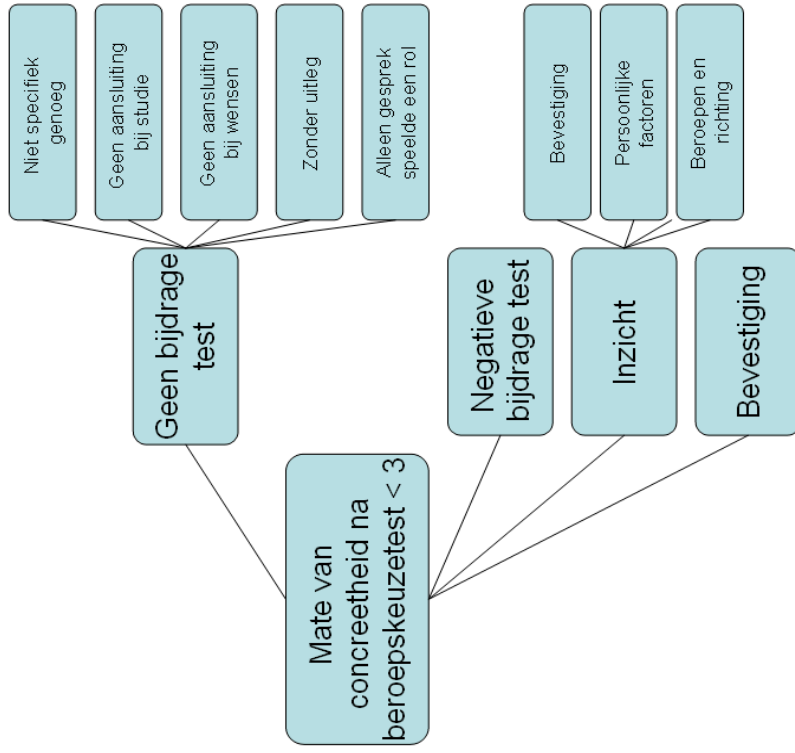 Mate van
concreetheid na
beroepskeuzetest < 3
Geen bijdrage
test
Negatieve
bijdrage test
Inzicht
Bevestiging
Niet specifiek
genoeg
Geen aansluiting
bij studie
Geen aansluiting
bij wensen
Zonder uitleg
Alleen gesprek
speelde een rol
Bevestiging
Persoonlijke
factoren
Beroepen en
richting